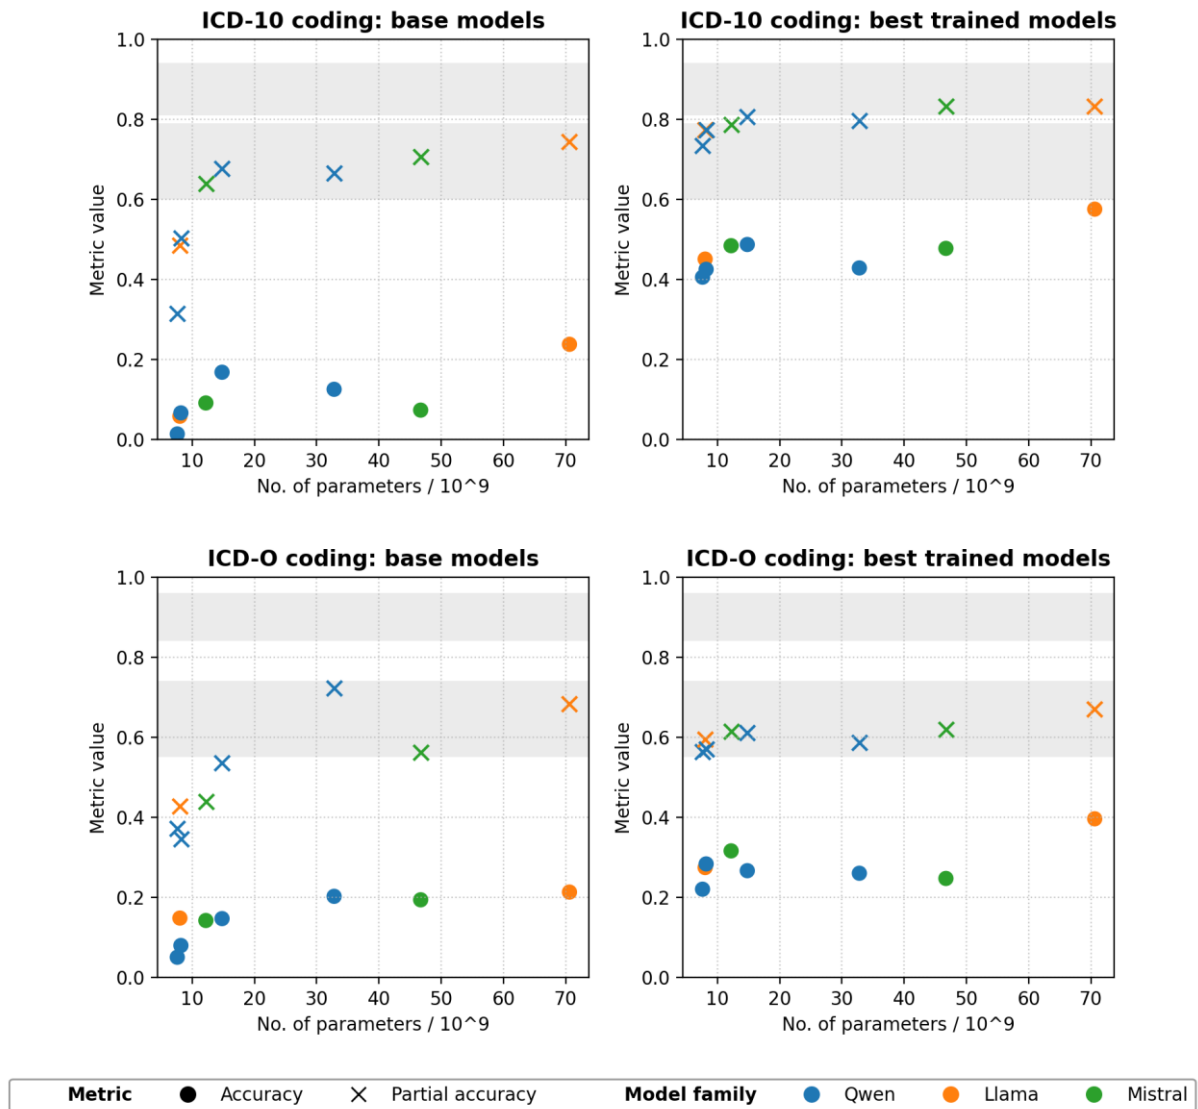 ICD-10 coding: base models
1.0
0.8
0.6
0.4
0.2
0.0
Metric value
10 20 30 40 50 60 70
No. of parameters / 10^9
ICD-10 coding: best trained models
1.0
0.8
0.6
0.4
0.2
0.0
Metric value
10 20 30 40 50 60 70
No. of parameters / 10^9
ICD-O coding: base models
1.0
0.8
0.6
0.4
0.2
0.0
Metric value
10 20 30 40 50 60 70
No. of parameters / 10^9
ICD-O coding: best trained models
1.0
0.8
0.6
0.4
0.2
0.0
Metric value
10 20 30 40 50 60 70
No. of parameters / 10^9
Metric Accuracy Partial accuracy Model family Qwen Llama Mistral